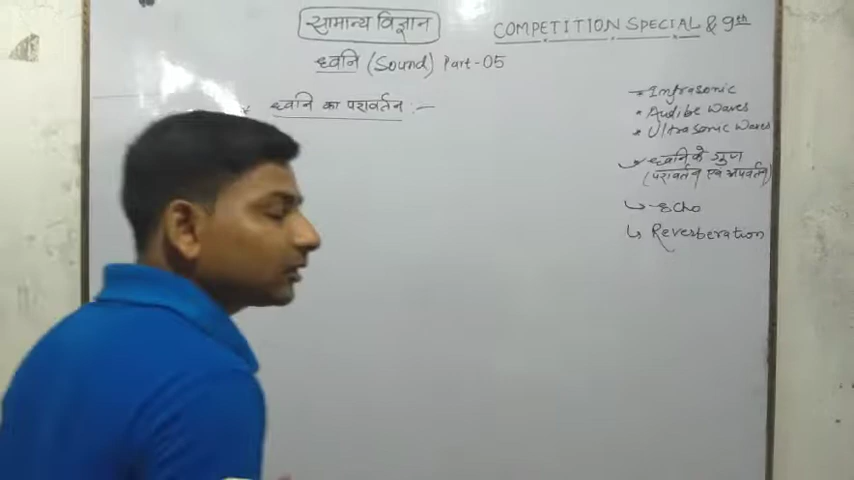 सामान्य विज्ञान
COMPETITION SPECIAL & 9th
ध्वनि (Sound) Part-05
* ध्वनि का परावर्तन :-
→ Infrasonic
• Audibe waves
• Ultrasonic waves
ध्वनि के गुण
(परावर्तन एवं अपवर्तन)
↳ Echo
↳ Reverberation